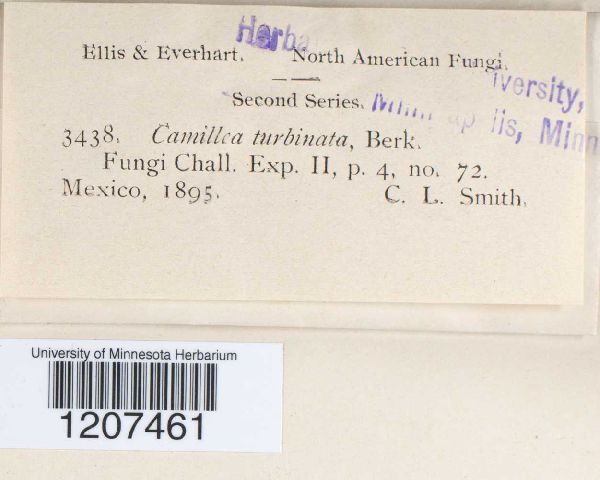 Ellis & Everhart. North American Fungi.
Second Series.
3438. Camillea turbinata, Berk.
Fungi Chall. Exp. II, p. 4, no. 72.
Mexico, 1895. C. L. Smith.
University of Minnesota Herbarium
1207461